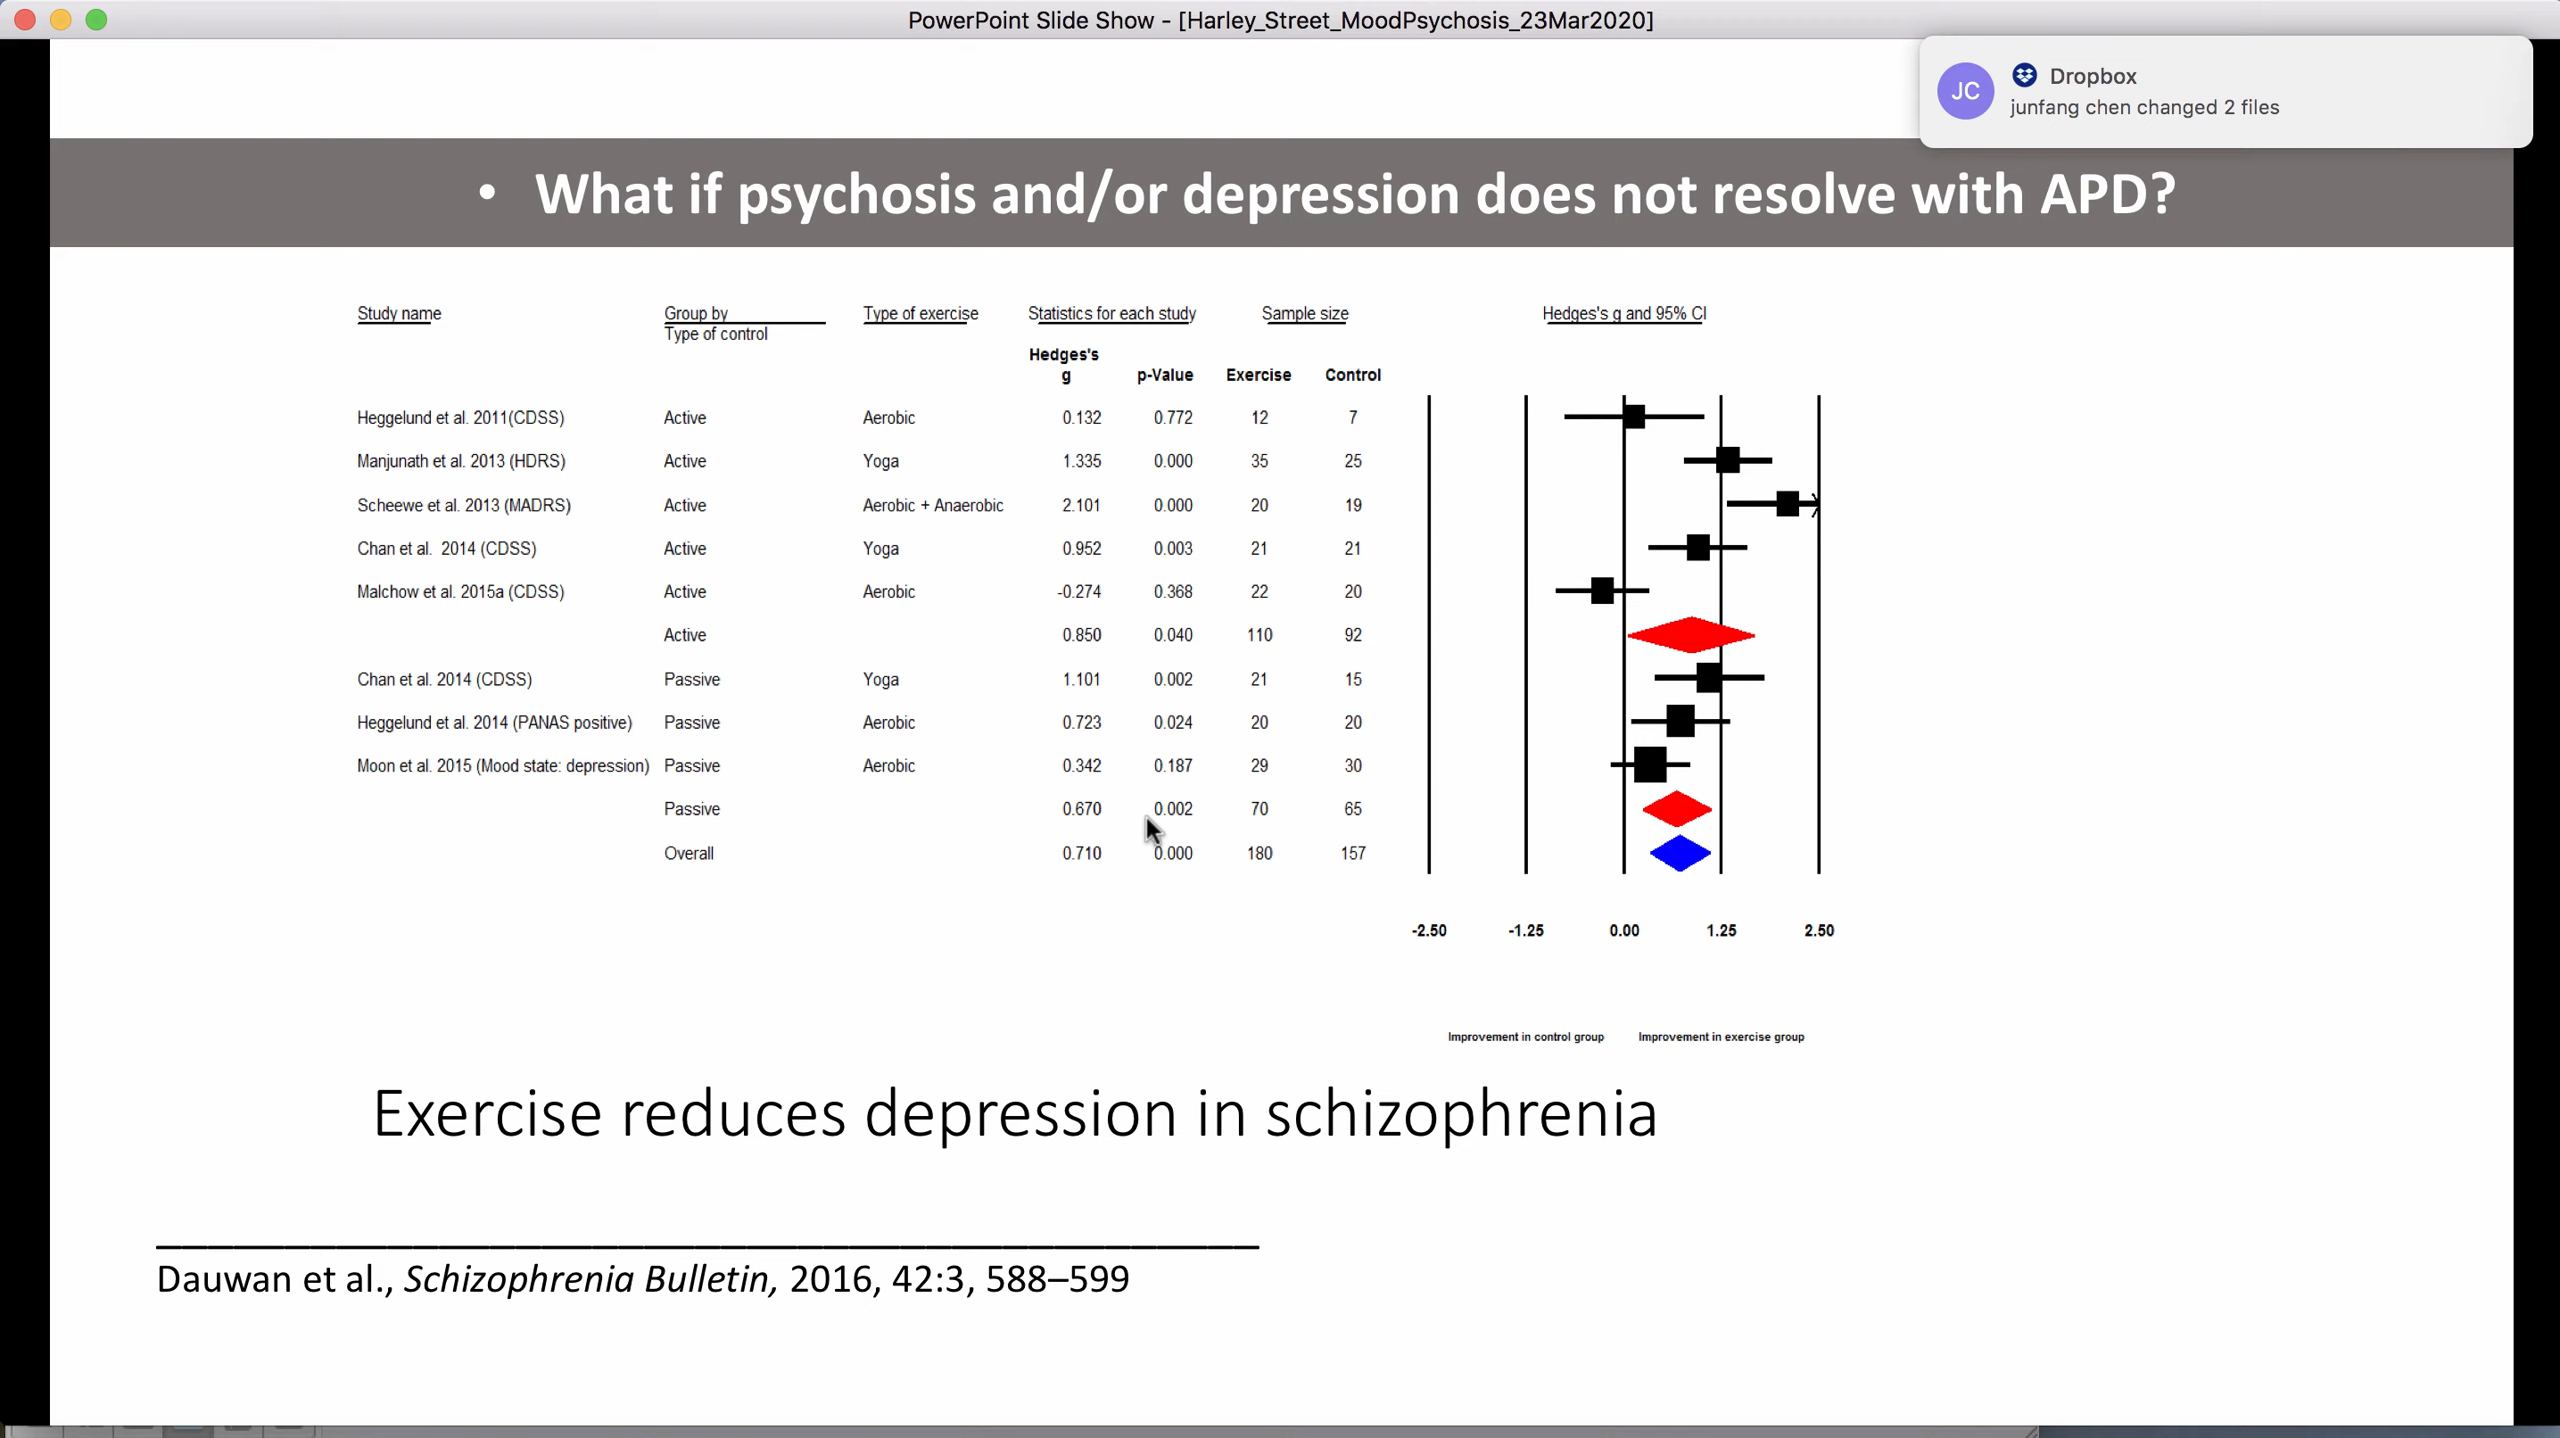 PowerPoint Slide Show - [Harley_Street_MoodPsychosis_23Mar2020]
JC
Dropbox
junfang chen changed 2 files
• What if psychosis and/or depression does not resolve with APD?
Study name Group by Type of exercise Statistics for each study Sample size Hedges's g and 95% CI
Type of control
Hedges's
g p-Value Exercise Control
Heggelund et al. 2011(CDSS) Active Aerobic 0.132 0.772 12 7
Manjunath et al. 2013 (HDRS) Active Yoga 1.335 0.000 35 25
Scheewe et al. 2013 (MADRS) Active Aerobic + Anaerobic 2.101 0.000 20 19
Chan et al. 2014 (CDSS) Active Yoga 0.952 0.003 21 21
Malchow et al. 2015a (CDSS) Active Aerobic -0.274 0.368 22 20
Active 0.850 0.040 110 92
Chan et al. 2014 (CDSS) Passive Yoga 1.101 0.002 21 15
Heggelund et al. 2014 (PANAS positive) Passive Aerobic 0.723 0.024 20 20
Moon et al. 2015 (Mood state: depression) Passive Aerobic 0.342 0.187 29 30
Passive 0.670 0.002 70 65
Overall 0.710 0.000 180 157
-2.50 -1.25 0.00 1.25 2.50
Improvement in control group Improvement in exercise group
Exercise reduces depression in schizophrenia
Dauwan et al., Schizophrenia Bulletin, 2016, 42:3, 588–599